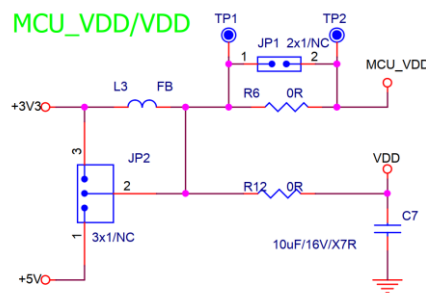 MCU_VDD/VDD
TP1 TP2
JP1 2x1/NC
1 2
MCU_VDD
L3 FB
R6 0R
+3V3
3
JP2
VDD
2
R12 0R
C7
1
3x1/NC
10uF/16V/X7R
+5V